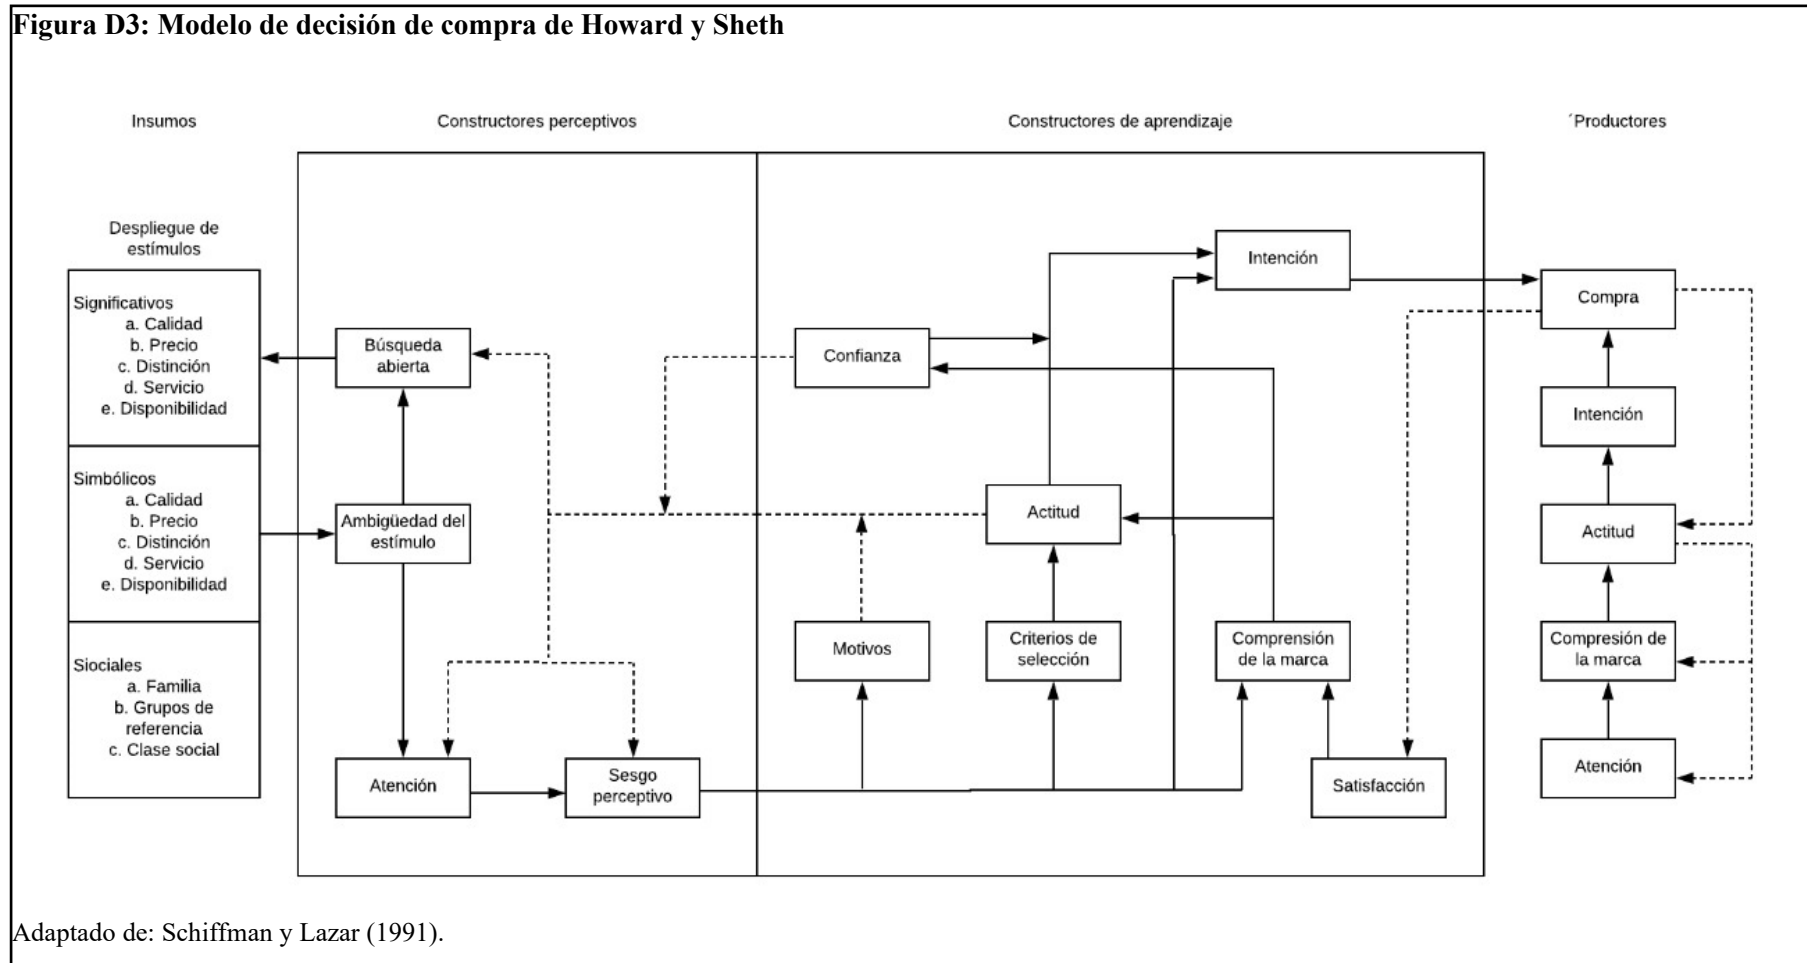 Figura D3: Modelo de decisión de compra de Howard y Sheth
Insumos
Constructores perceptivos
Constructores de aprendizaje
´Productores
Despliegue de
estímulos
Significativos
a. Calidad
b. Precio
c. Distinción
d. Servicio
e. Disponibilidad
Simbólicos
a. Calidad
b. Precio
c. Distinción
d. Servicio
e. Disponibilidad
Siociales
a. Familia
b. Grupos de
referencia
c. Clase social
Búsqueda
abierta
Ambigüedad del
estímulo
Atención
Sesgo
perceptivo
Confianza
Intención
Actitud
Motivos
Criterios de
selección
Comprensión
de la marca
Satisfacción
Compra
Intención
Actitud
Compresión de
la marca
Atención
Adaptado de: Schiffman y Lazar (1991).